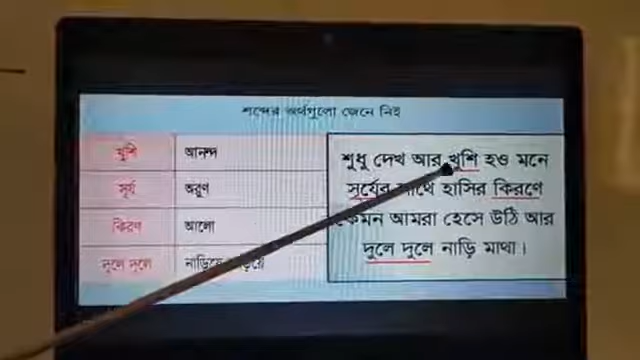 শব্দের অর্থগুলো জেনে নিই
খুশি আনন্দ
সূর্য অরুণ
কিরণ আলো
দুলে দুলে নাড়িয়ে
শুধু দেখ আর খুশি হও মনে
সূর্যের সাথে হাসির কিরণে
কেমন আমরা হেসে উঠি আর
দুলে দুলে নাড়ি মাথা।